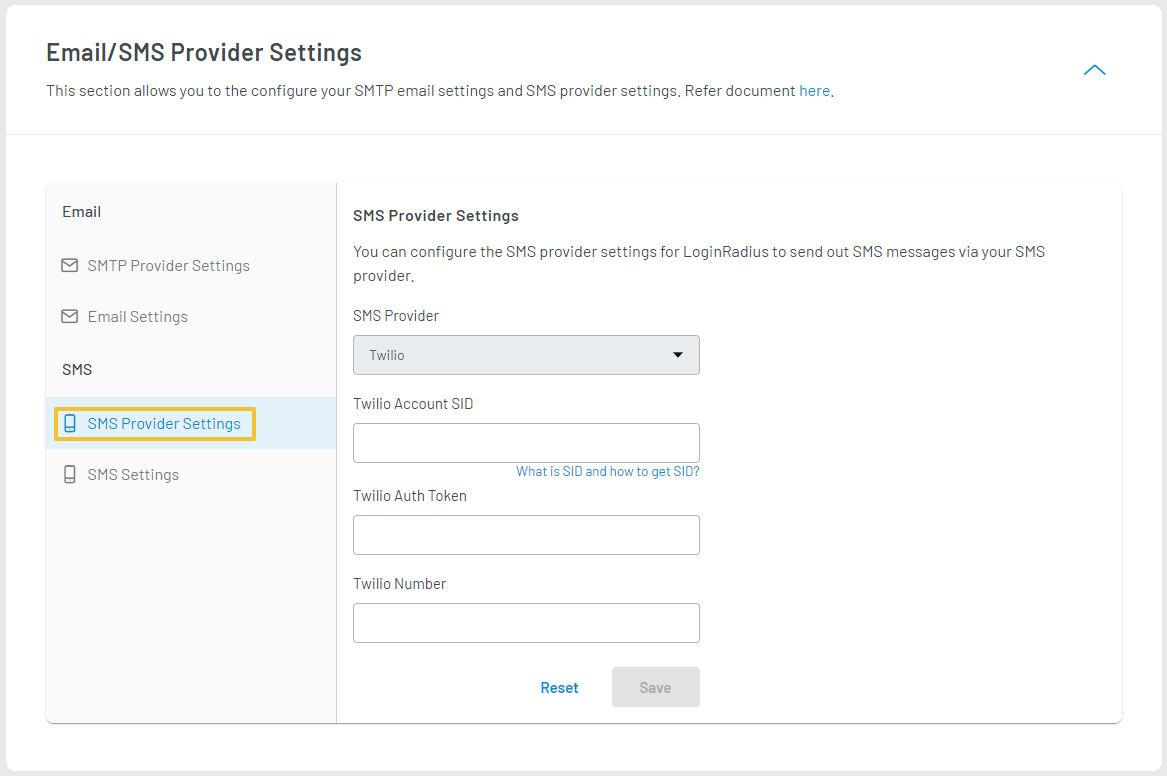 Email/SMS Provider Settings
This section allows you to the configure your SMTP email settings and SMS provider settings. Refer document here.
Email
SMTP Provider Settings
Email Settings
SMS
SMS Provider Settings
SMS Settings
SMS Provider Settings
You can configure the SMS provider settings for LoginRadius to send out SMS messages via your SMS
provider.
SMS Provider
Twilio
Twilio Account SID
What is SID and how to get SID?
Twilio Auth Token
Twilio Number
Reset
Save